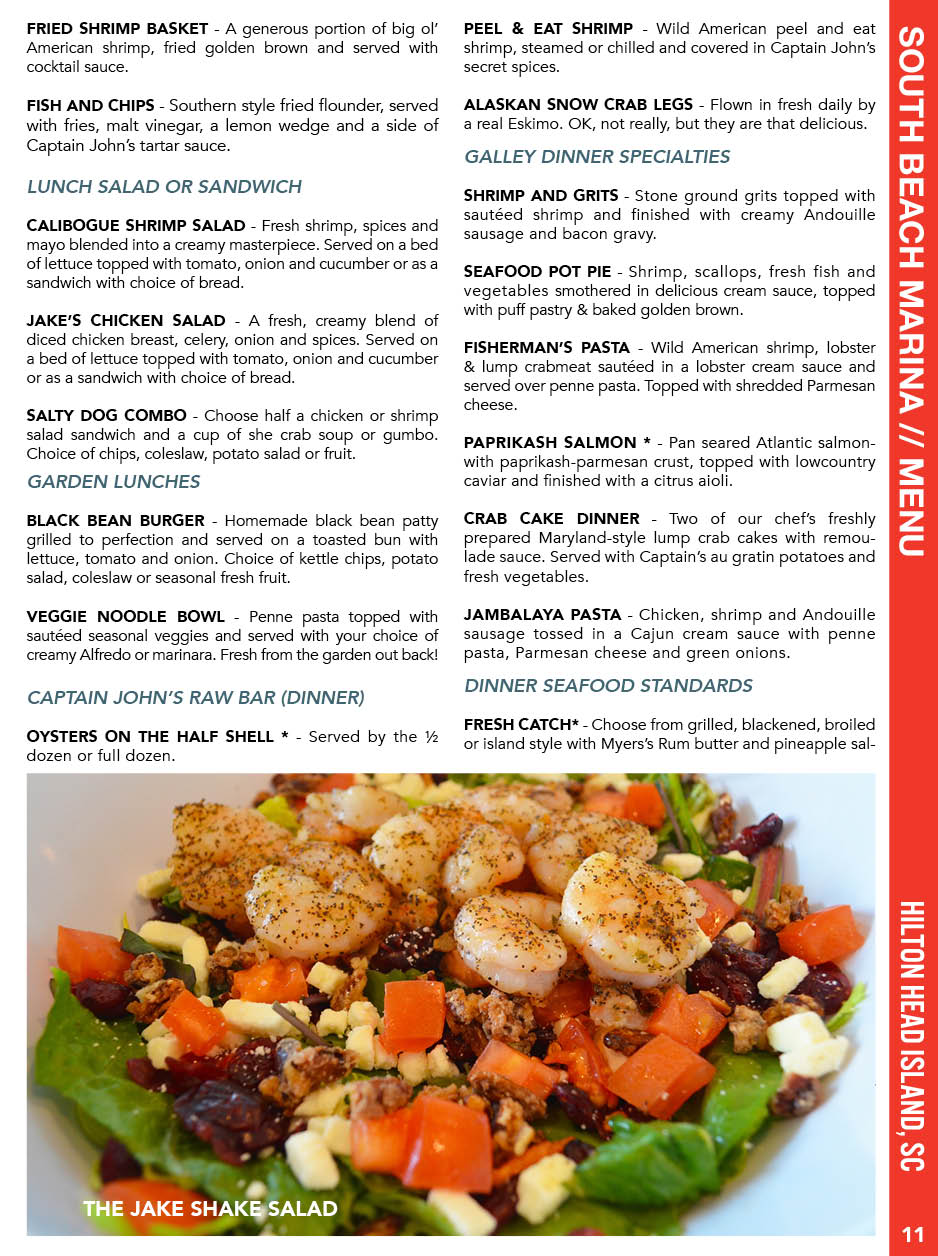 FRIED SHRIMP BASKET - A generous portion of big ol’
American shrimp, fried golden brown and served with
cocktail sauce.
FISH AND CHIPS - Southern style fried flounder, served
with fries, malt vinegar, a lemon wedge and a side of
Captain John’s tartar sauce.
LUNCH SALAD OR SANDWICH
CALIBOGUE SHRIMP SALAD - Fresh shrimp, spices and
mayo blended into a creamy masterpiece. Served on a bed
of lettuce topped with tomato, onion and cucumber or as a
sandwich with choice of bread.
JAKE’S CHICKEN SALAD - A fresh, creamy blend of
diced chicken breast, celery, onion and spices. Served on
a bed of lettuce topped with tomato, onion and cucumber
or as a sandwich with choice of bread.
SALTY DOG COMBO - Choose half a chicken or shrimp
salad sandwich and a cup of she crab soup or gumbo.
Choice of chips, coleslaw, potato salad or fruit.
GARDEN LUNCHES
BLACK BEAN BURGER - Homemade black bean patty
grilled to perfection and served on a toasted bun with
lettuce, tomato and onion. Choice of kettle chips, potato
salad, coleslaw or seasonal fresh fruit.
VEGGIE NOODLE BOWL - Penne pasta topped with
sautéed seasonal veggies and served with your choice of
creamy Alfredo or marinara. Fresh from the garden out back!
CAPTAIN JOHN’S RAW BAR (DINNER)
OYSTERS ON THE HALF SHELL * - Served by the ½
dozen or full dozen.
PEEL & EAT SHRIMP - Wild American peel and eat
shrimp, steamed or chilled and covered in Captain John’s
secret spices.
ALASKAN SNOW CRAB LEGS - Flown in fresh daily by
a real Eskimo. OK, not really, but they are that delicious.
GALLEY DINNER SPECIALTIES
SHRIMP AND GRITS - Stone ground grits topped with
sautéed shrimp and finished with creamy Andouille
sausage and bacon gravy.
SEAFOOD POT PIE - Shrimp, scallops, fresh fish and
vegetables smothered in delicious cream sauce, topped
with puff pastry & baked golden brown.
FISHERMAN’S PASTA - Wild American shrimp, lobster
& lump crabmeat sautéed in a lobster cream sauce and
served over penne pasta. Topped with shredded Parmesan
cheese.
PAPRIKASH SALMON * - Pan seared Atlantic salmon-
with paprikash-parmesan crust, topped with lowcountry
caviar and finished with a citrus aioli.
CRAB CAKE DINNER - Two of our chef’s freshly
prepared Maryland-style lump crab cakes with remou-
lade sauce. Served with Captain’s au gratin potatoes and
fresh vegetables.
JAMBALAYA PASTA - Chicken, shrimp and Andouille
sausage tossed in a Cajun cream sauce with penne
pasta, Parmesan cheese and green onions.
DINNER SEAFOOD STANDARDS
FRESH CATCH* - Choose from grilled, blackened, broiled
or island style with Myers’s Rum butter and pineapple sal-
THE JAKE SHAKE SALAD
SOUTH BEACH MARINA // MENU
HILTON HEAD ISLAND, SC
11